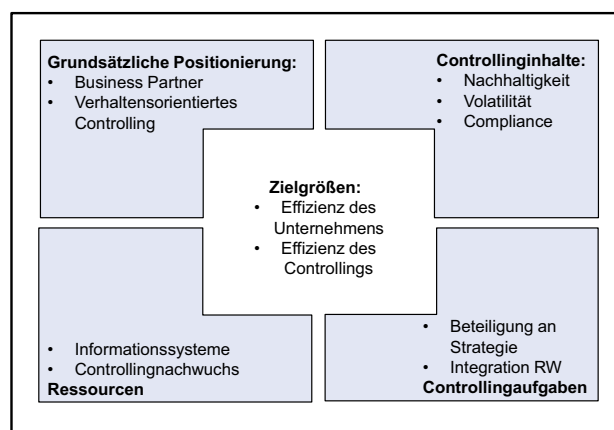 Grundsätzliche Positionierung:
• Business Partner
• Verhaltensorientiertes
Controlling
Controllinginhalte:
• Nachhaltigkeit
• Volatilität
• Compliance
Zielgrößen:
• Effizienz des
Unternehmens
• Effizienz des
Controllings
• Informationssysteme
• Controllingnachwuchs
Ressourcen
• Beteiligung an
Strategie
• Integration RW
Controllingaufgaben